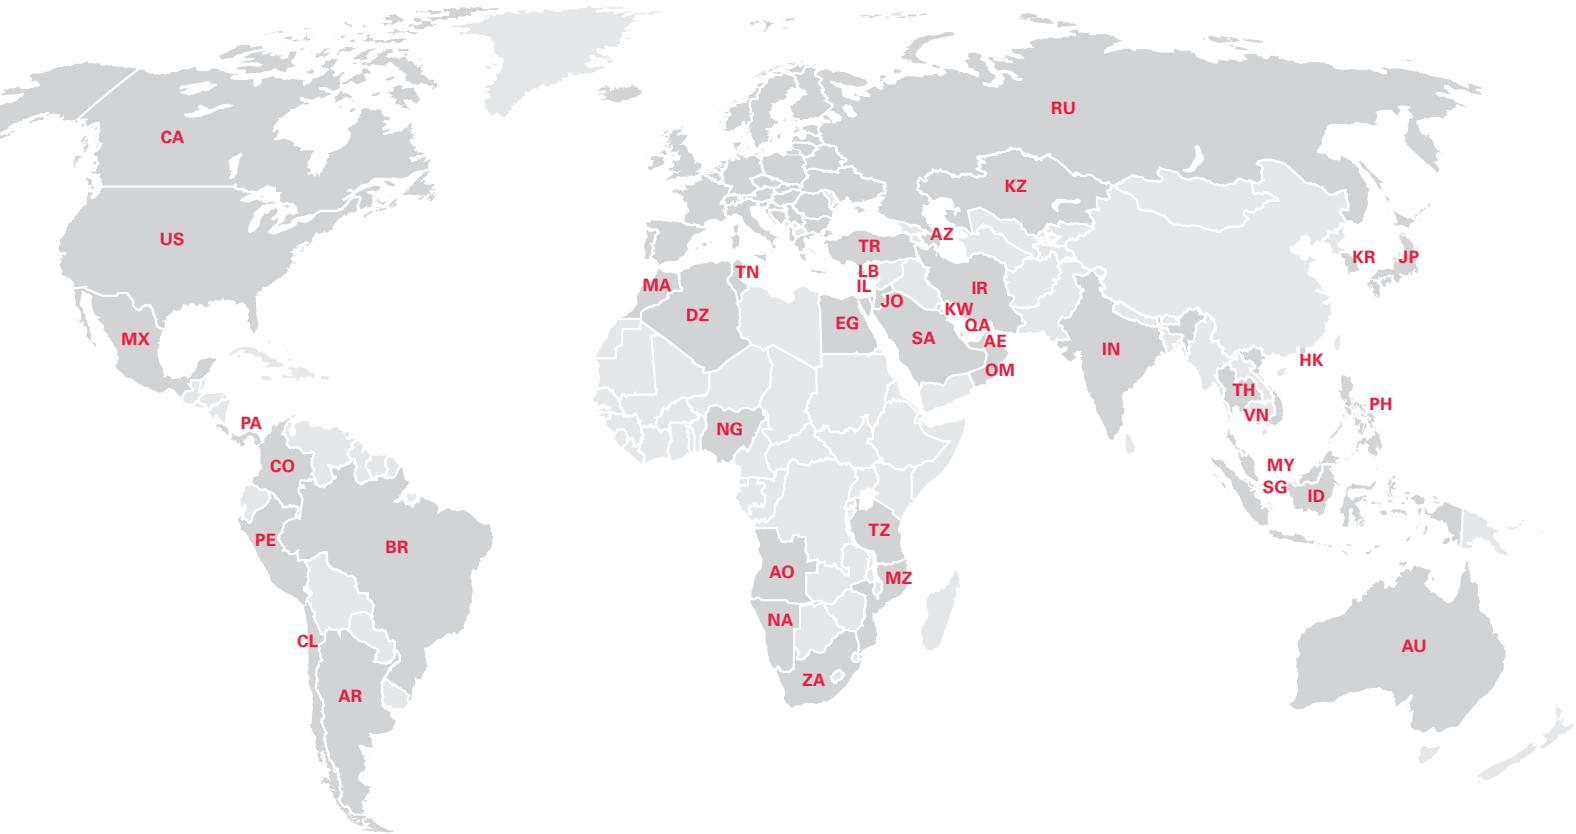 RU
CA
KZ
US
AZ
TR
KR
JP
TN
LB
MA
IL
IR
JO
KW
DZ
EG
QA
SA
MX
AE
IN
HK
OM
TH
PH
VN
PA
NG
CO
MY
SG
ID
TZ
PE
BR
AO
MZ
NA
CL
AU
ZA
AR